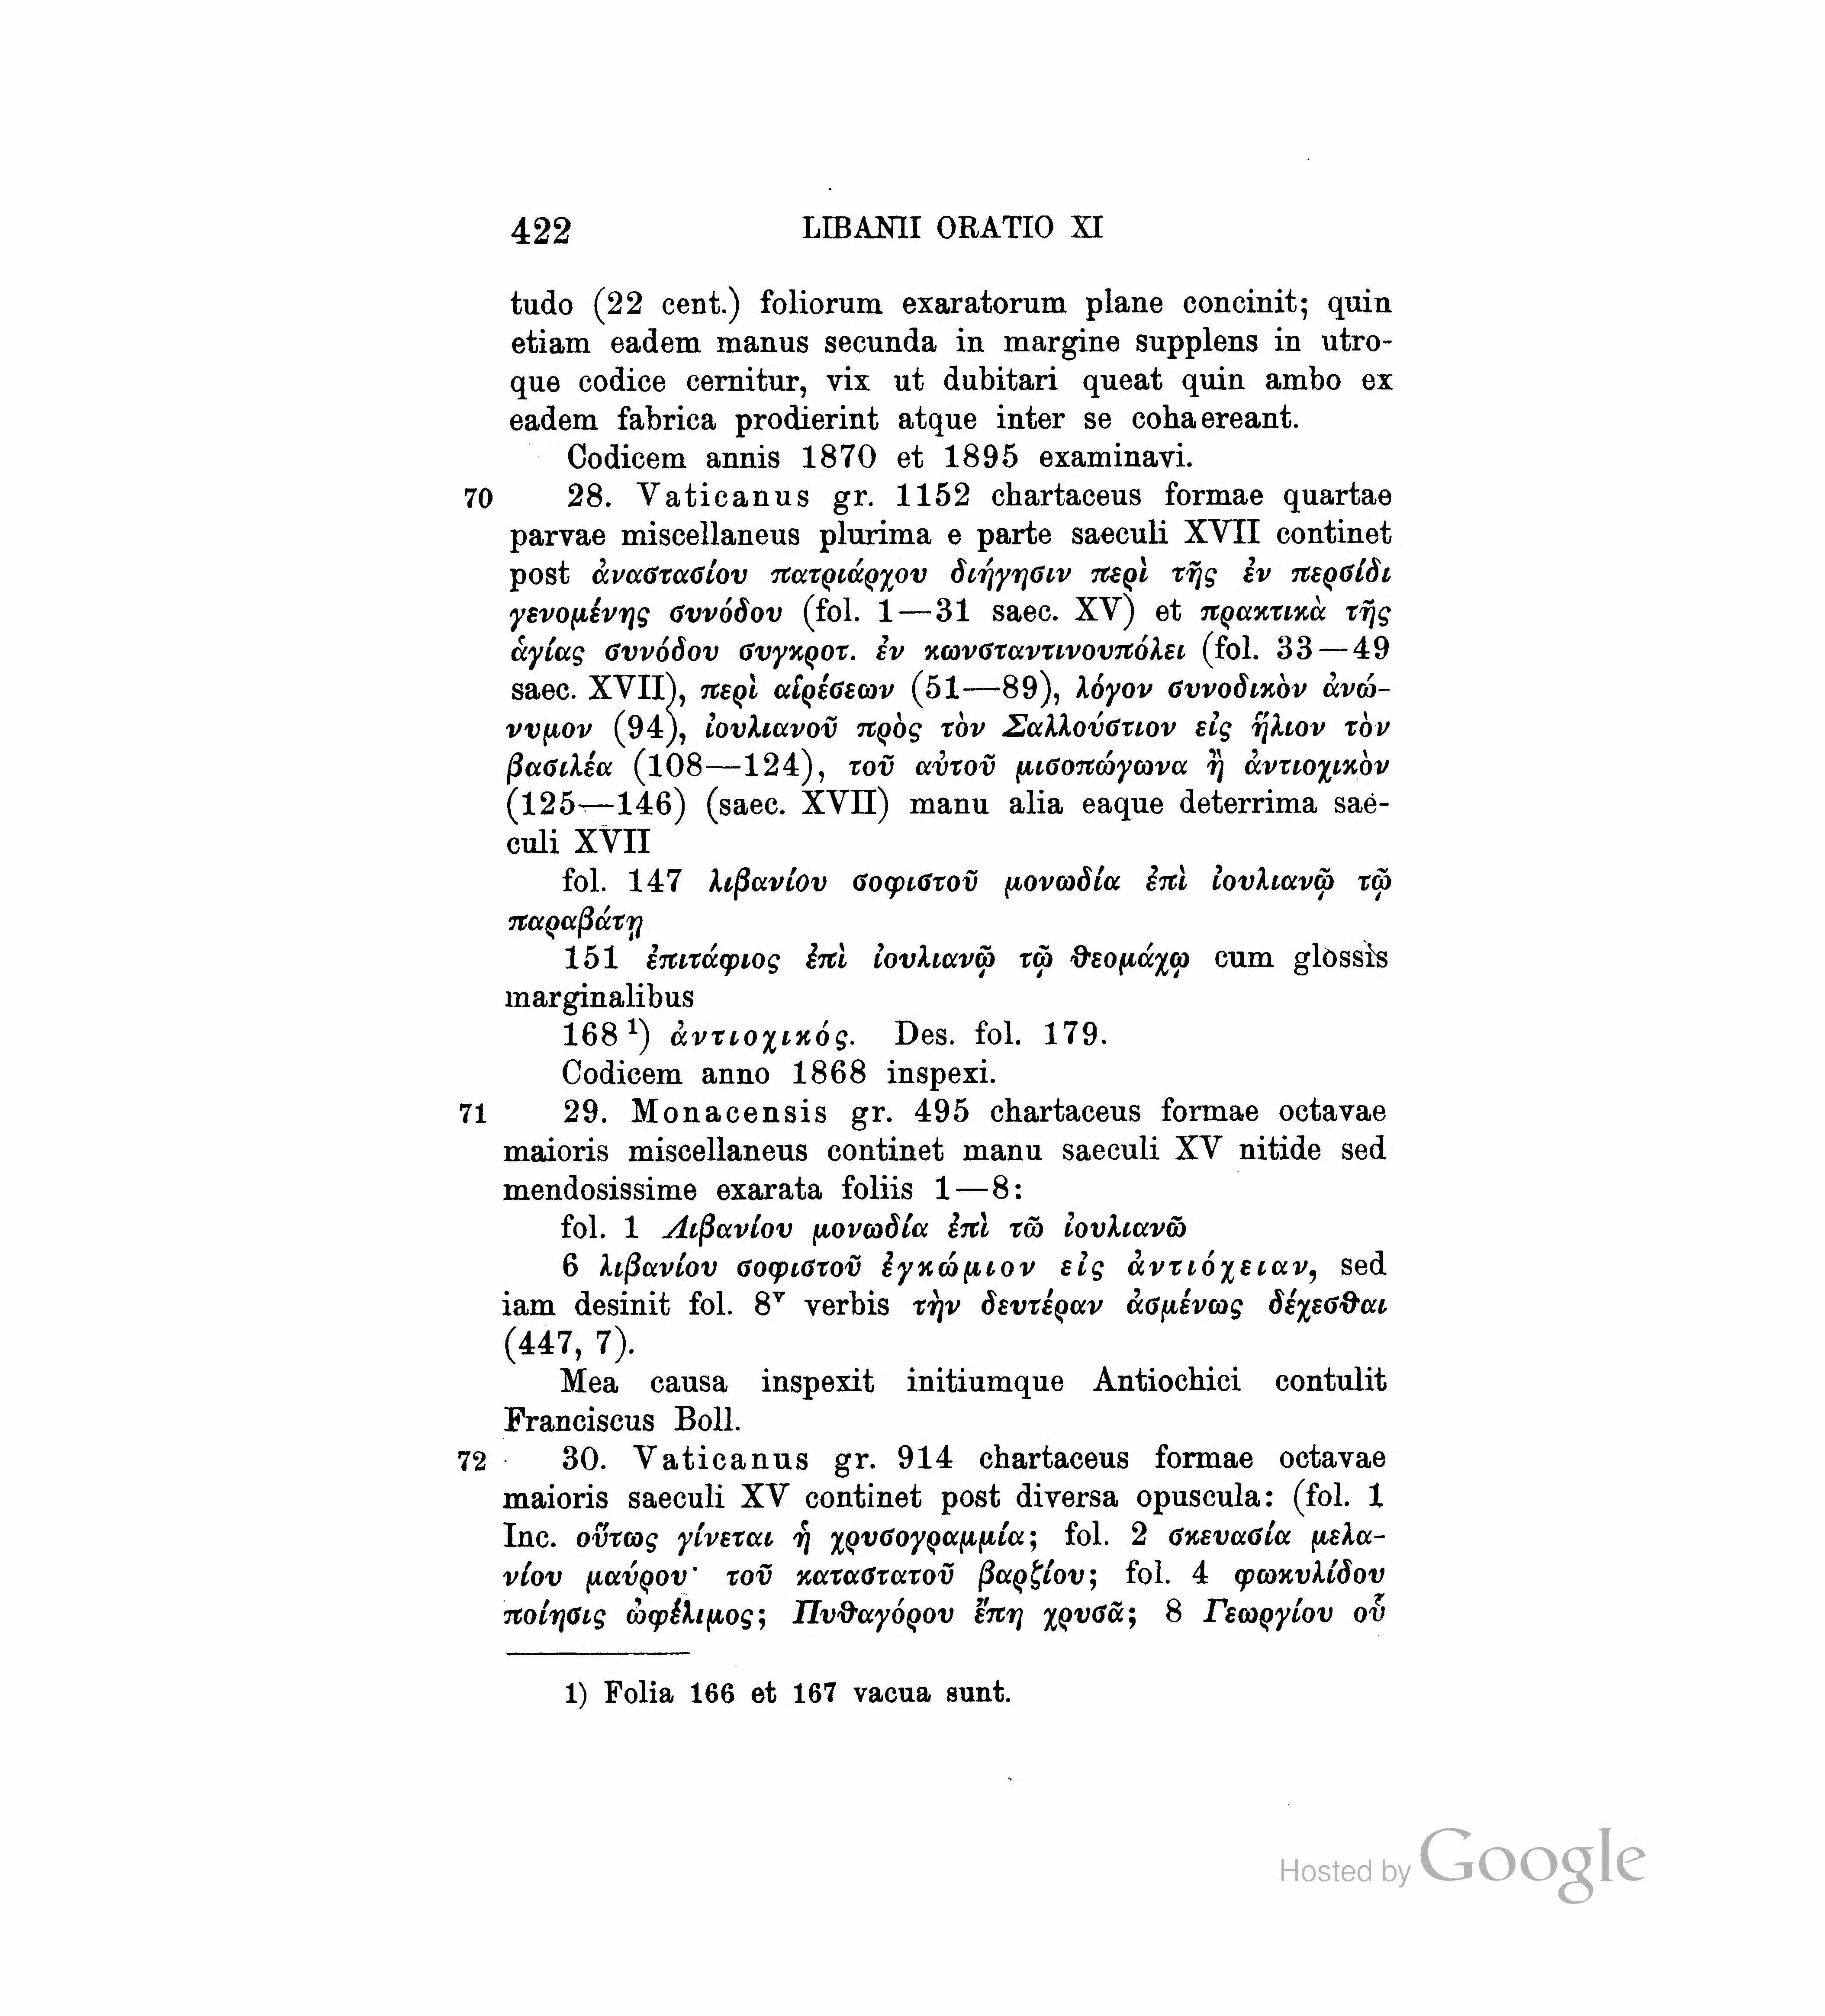 422 LIBANII ORATIO XI
tudo (22 cent.) foliorum exaratorum plane concinit; quin
etiam eadem manus secunda in margine supplens in utro-
que codice cernitur, vix ut dubitari queat quin ambo ex
eadem fabrica prodierint atque inter se cohaereant.
Codicem annis 1870 et 1895 examinavi.
70 28. Vaticanus gr. 1152 chartaceus formae quartae
parvae miscellaneus plurima e parte saeculi XVII continet
post ἀναστασίου πατριάρχου διήγησιν περὶ τῆς ἐν περσίδι
γενομένης συνόδου (fol. 1—31 saec. XV) et πρακτικὰ τῆς
ἁγίας συνόδου συγκροτ. ἐν κωνσταντινουπόλει (fol. 33—49
saec. XVII), περὶ αἱρέσεων (51—89), λόγον συνοδικὸν ἀνώ-
νυμον (94), ἰουλιανοῦ πρὸς τὸν Σαλλούστιον εἰς ἥλιον τὸν
βασιλέα (108—124), τοῦ αὐτοῦ μισοπώγωνα ἢ ἀντιοχικὸν
(125—146) (saec. XVII) manu alia eaque deterrima sae-
culi XVII
fol. 147 λιβανίου σοφιστοῦ μονωδία ἐπὶ ἰουλιανῷ τῷ
παραβάτῃ
151 ἐπιτάφιος ἐπὶ ἰουλιανῷ τῷ θεομάχῳ cum glossis
marginalibus
168 ¹) ἀντιοχικός. Des. fol. 179.
Codicem anno 1868 inspexi.
71 29. Monacensis gr. 495 chartaceus formae octavae
maioris miscellaneus continet manu saeculi XV nitide sed
mendosissime exarata foliis 1—8:
fol. 1 Λιβανίου μονωδία ἐπὶ τῶ ἰουλιανῶ
6 λιβανίου σοφιστοῦ ἐγκώμιον εἰς ἀντιόχειαν, sed
iam desinit fol. 8ᵛ verbis τὴν δευτέραν ἀσμένως δέχεσθαι
(447, 7).
Mea causa inspexit initiumque Antiochici contulit
Franciscus Boll.
72 30. Vaticanus gr. 914 chartaceus formae octavae
maioris saeculi XV continet post diversa opuscula: (fol. 1
Inc. οὕτως γίνεται ἡ χρυσογραμμία; fol. 2 σκευασία μελα-
νίου μαύρου· τοῦ καταστατοῦ βαρζίου; fol. 4 φωκυλίδου
ποίησις ὠφέλιμος; Πυθαγόρου ἔπη χρυσᾶ; 8 Γεωργίου οὗ
1) Folia 166 et 167 vacua sunt.
Hosted by Google